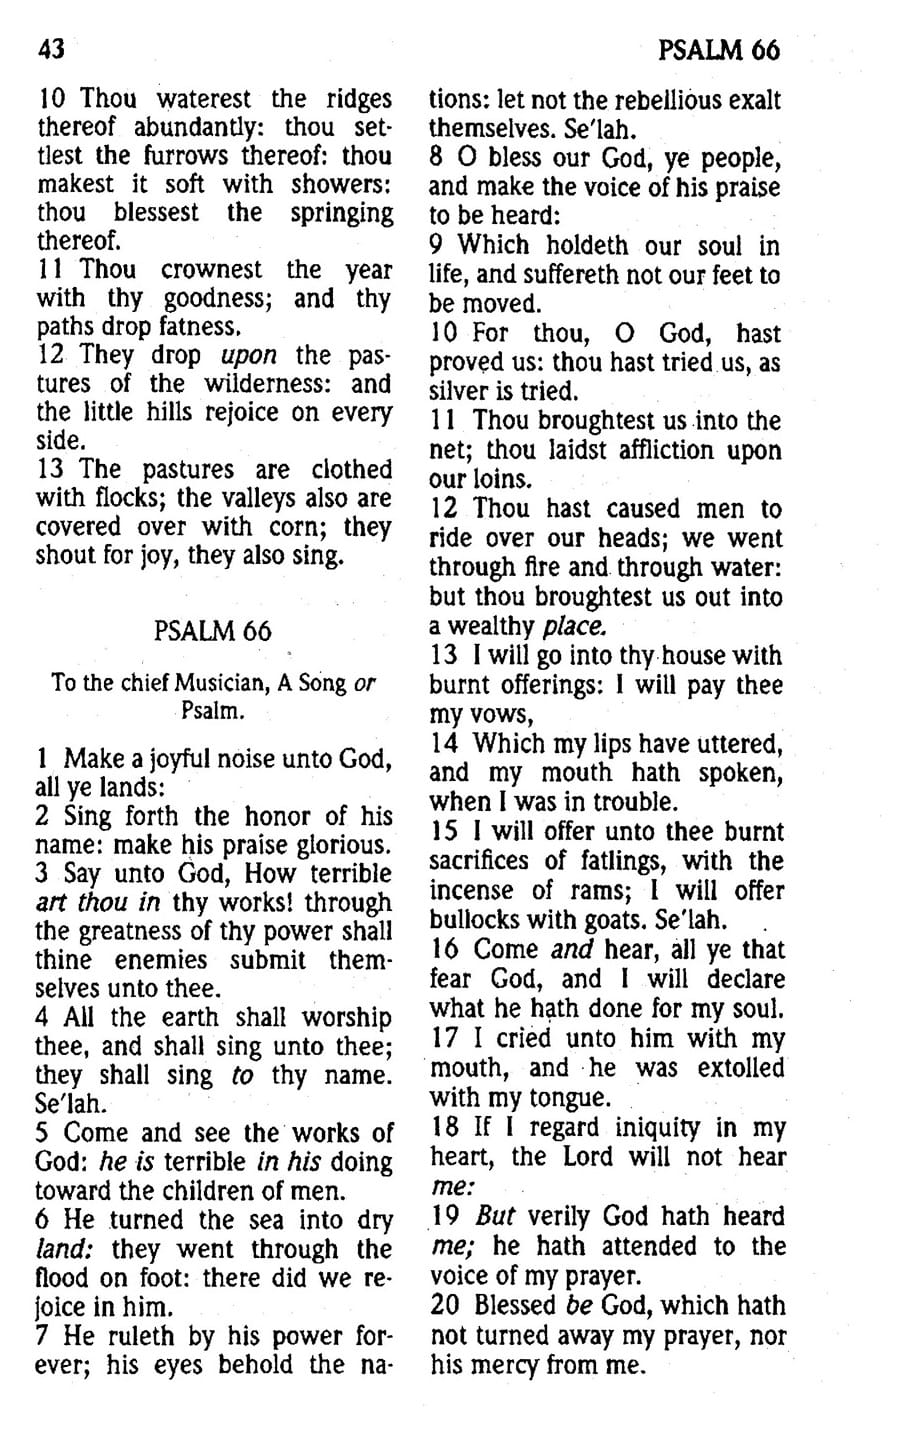 43
PSALM 66
10 Thou waterest the ridges
thereof abundantly: thou set-
tlest the furrows thereof: thou
makest it soft with showers:
thou blessest the springing
thereof.
11 Thou crownest the year
with thy goodness; and thy
paths drop fatness.
12 They drop upon the pas-
tures of the wilderness: and
the little hills rejoice on every
side.
13 The pastures are clothed
with flocks; the valleys also are
covered over with corn; they
shout for joy, they also sing.
PSALM 66
To the chief Musician, A Song or
Psalm.
1 Make a joyful noise unto God,
all ye lands:
2 Sing forth the honor of his
name: make his praise glorious.
3 Say unto God, How terrible
art thou in thy works! through
the greatness of thy power shall
thine enemies submit them-
selves unto thee.
4 All the earth shall worship
thee, and shall sing unto thee;
they shall sing to thy name.
Se'lah.
5 Come and see the works of
God: he is terrible in his doing
toward the children of men.
6 He turned the sea into dry
land: they went through the
flood on foot: there did we re-
joice in him.
7 He ruleth by his power for-
ever; his eyes behold the na-
tions: let not the rebellious exalt
themselves. Se'lah.
8 O bless our God, ye people,
and make the voice of his praise
to be heard:
9 Which holdeth our soul in
life, and suffereth not our feet to
be moved.
10 For thou, O God, hast
proved us: thou hast tried us, as
silver is tried.
11 Thou broughtest us into the
net; thou laidst affliction upon
our loins.
12 Thou hast caused men to
ride over our heads; we went
through fire and through water:
but thou broughtest us out into
a wealthy place.
13 I will go into thy house with
burnt offerings: I will pay thee
my vows,
14 Which my lips have uttered,
and my mouth hath spoken,
when I was in trouble.
15 I will offer unto thee burnt
sacrifices of fatlings, with the
incense of rams; I will offer
bullocks with goats. Se'lah.
16 Come and hear, all ye that
fear God, and I will declare
what he hath done for my soul.
17 I cried unto him with my
mouth, and he was extolled
with my tongue.
18 If I regard iniquity in my
heart, the Lord will not hear
me:
19 But verily God hath heard
me; he hath attended to the
voice of my prayer.
20 Blessed be God, which hath
not turned away my prayer, nor
his mercy from me.